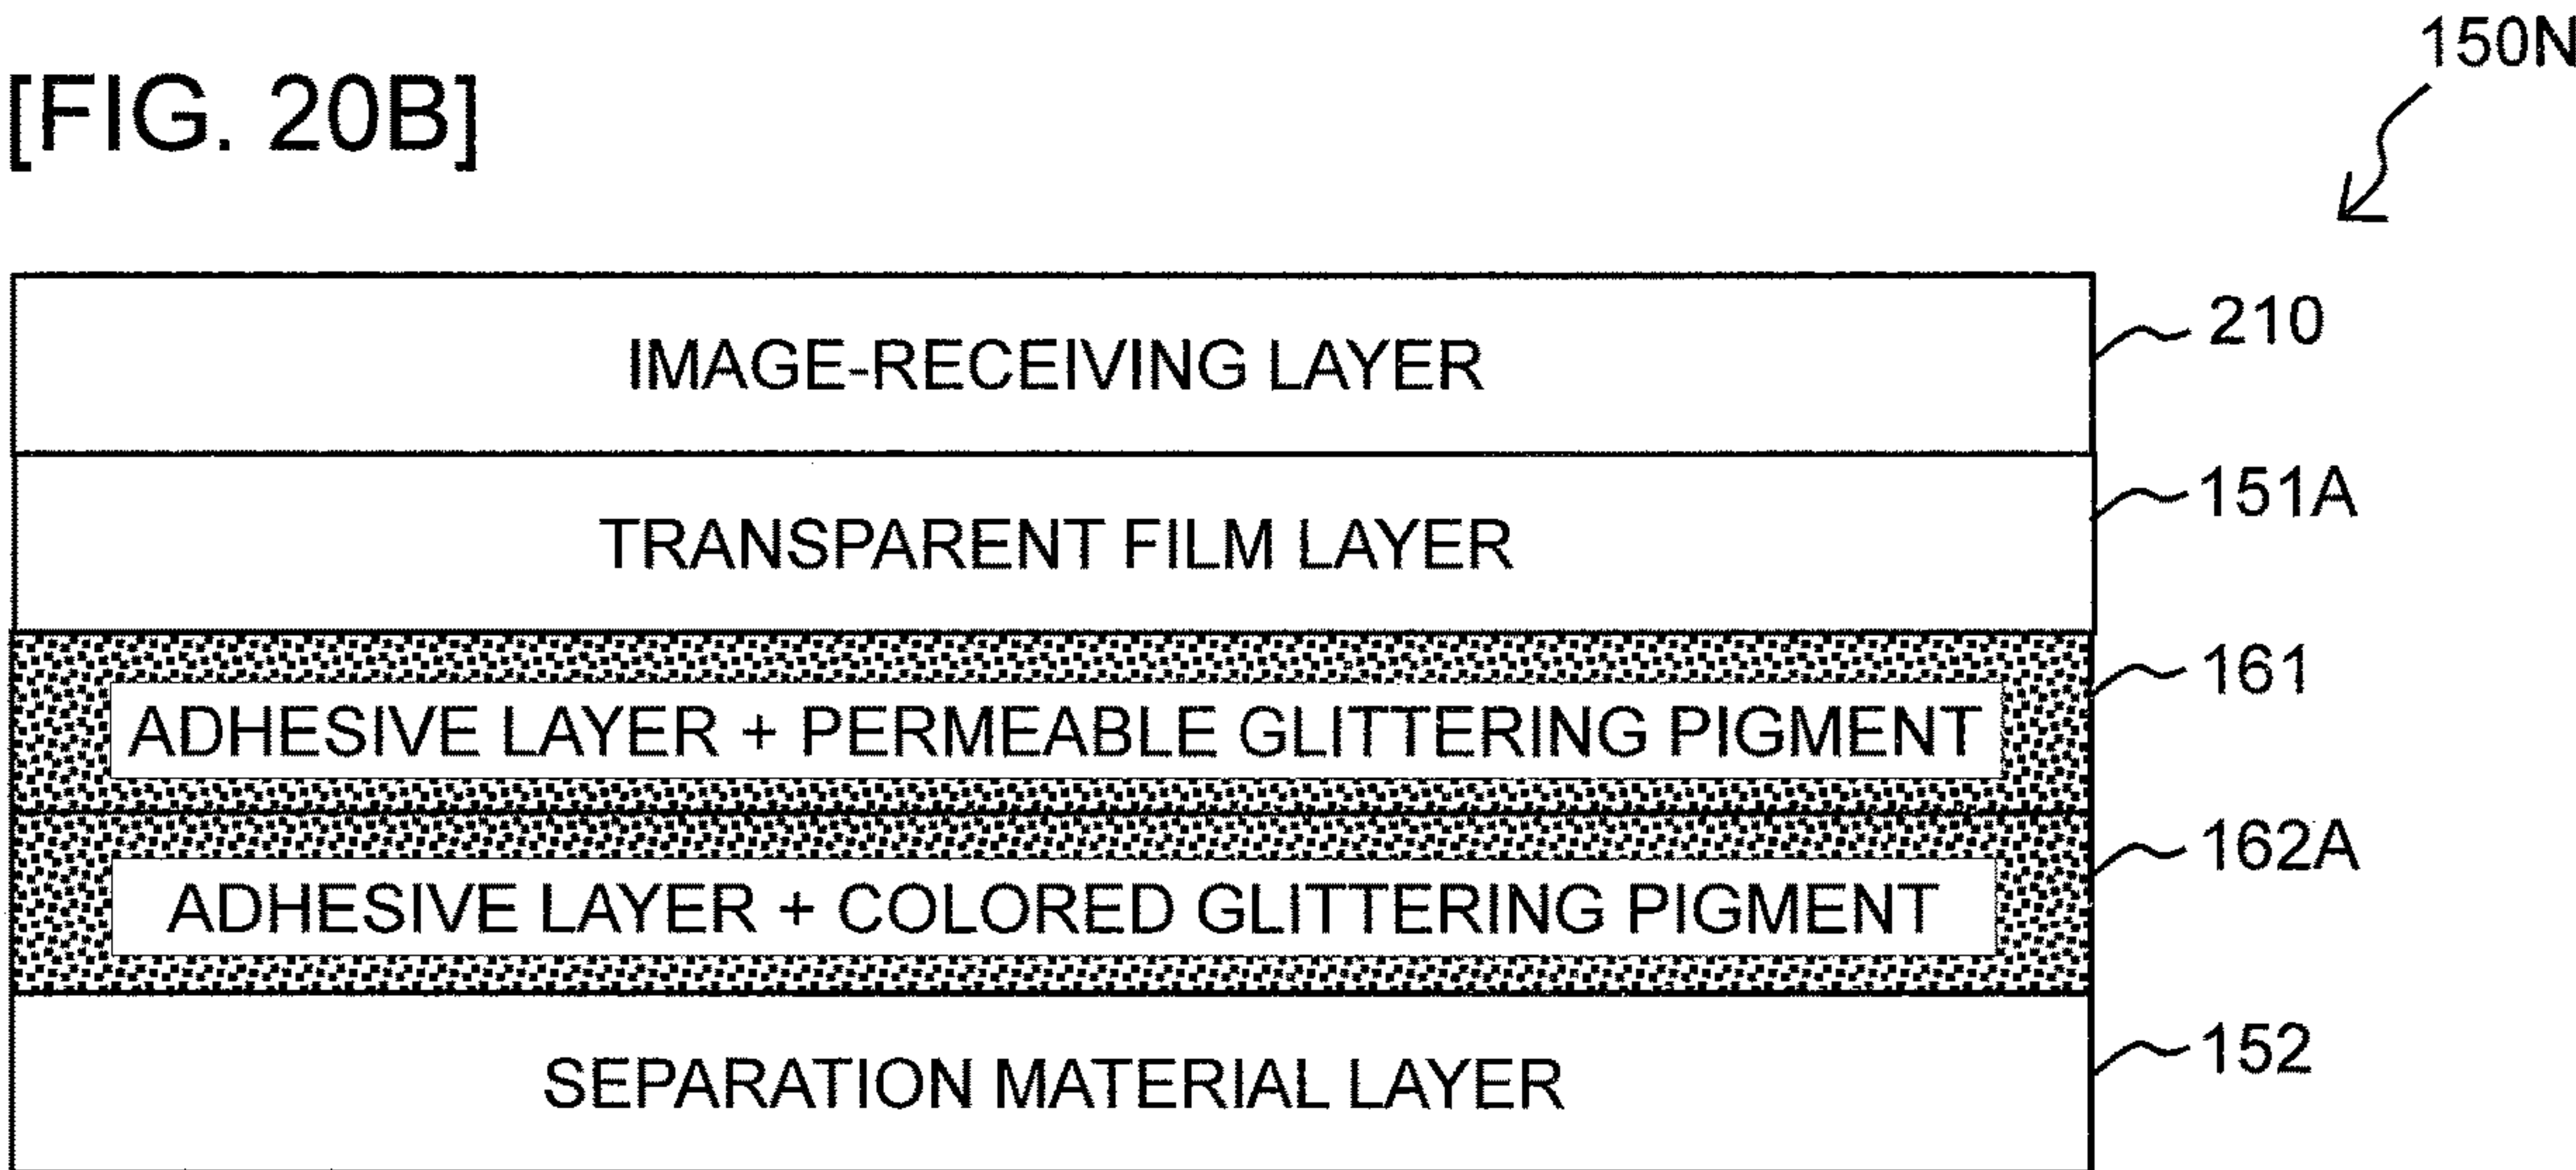 150N
[FIG. 20B]
IMAGE-RECEIVING LAYER
210
TRANSPARENT FILM LAYER
151A
ADHESIVE LAYER + PERMEABLE GLITTERING PIGMENT
161
ADHESIVE LAYER + COLORED GLITTERING PIGMENT
162A
SEPARATION MATERIAL LAYER
152